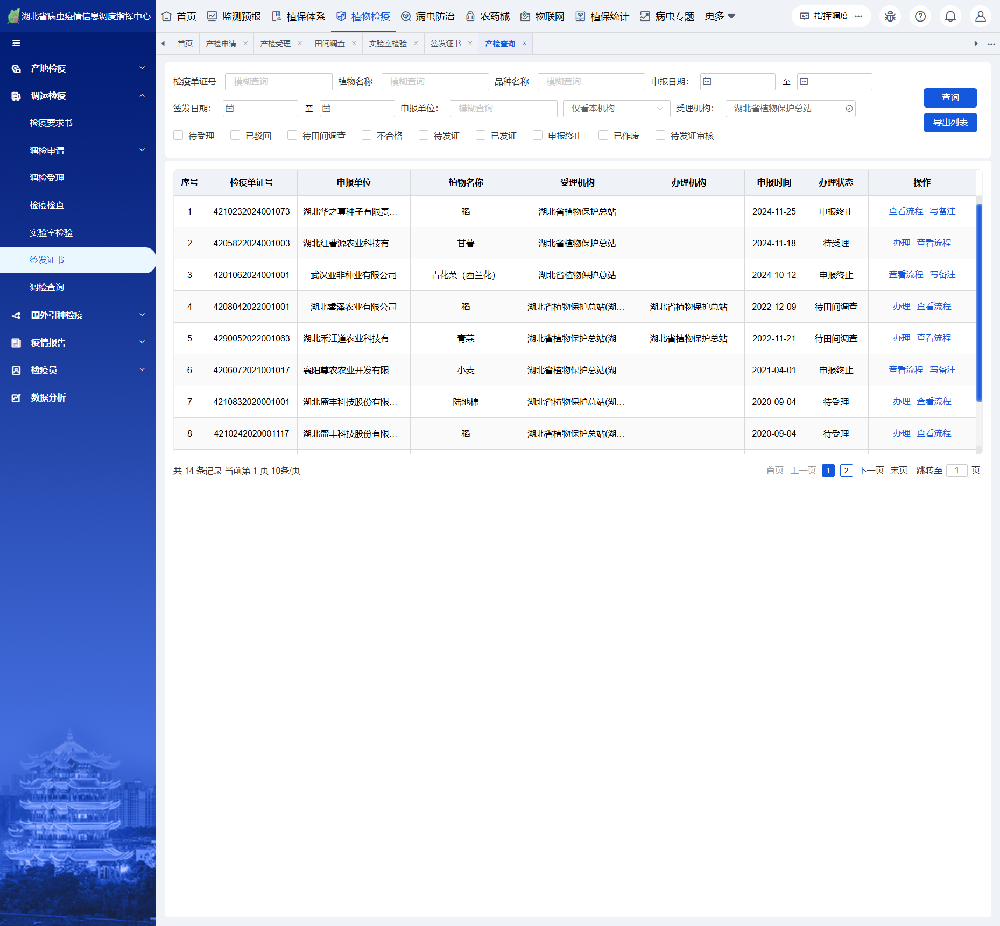 湖北省病虫疫情信息调度指挥中心
首页 监测预报 植保体系 植物检疫 病虫防治 农药械 物联网 植保统计 病虫专题 更多
指挥调度
首页 产检申请 产检受理 田间调查 实验室检验 签发证书 产检查询
产地检疫
调运检疫
检疫要求书
调检申请
调检受理
检疫检查
实验室检验
签发证书
调检查询
国外引种检疫
疫情报告
检疫员
数据分析
检疫单证号: 模糊查询 植物名称: 模糊查询 品种名称: 模糊查询 申报日期： 至
签发日期： 至 申报单位： 模糊查询 仅看本机构 受理机构： 湖北省植物保护总站
查询
导出列表
待受理 已驳回 待田间调查 不合格 待发证 已发证 申报终止 已作废 待发证审核
序号 检疫单证号 申报单位 植物名称 受理机构 办理机构 申报时间 办理状态 操作
1 4210232024001073 湖北华之夏种子有限责... 稻 湖北省植物保护总站 2024-11-25 申报终止 查看流程 写备注
2 4205822024001003 湖北红薯源农业科技有... 甘薯 湖北省植物保护总站 2024-11-18 待受理 办理 查看流程
3 4201062024001001 武汉亚非种业有限公司 青花菜（西兰花） 湖北省植物保护总站 2024-10-12 申报终止 查看流程 写备注
4 4208042022001001 湖北睿泽农业有限公司 稻 湖北省植物保护总站(湖... 湖北省植物保护总站 2022-12-09 待田间调查 办理 查看流程
5 4290052022001063 湖北禾江道农业科技有... 青菜 湖北省植物保护总站(湖... 湖北省植物保护总站 2022-11-21 待田间调查 办理 查看流程
6 4206072021001017 襄阳尊农农业开发有限... 小麦 湖北省植物保护总站(湖... 2021-04-01 申报终止 查看流程 写备注
7 4210832020001001 湖北盛丰科技股份有限... 陆地棉 湖北省植物保护总站(湖... 2020-09-04 待受理 办理 查看流程
8 4210242020001117 湖北盛丰科技股份有限... 稻 湖北省植物保护总站(湖... 2020-09-04 待受理 办理 查看流程
共 14 条记录 当前第 1 页 10条/页
首页 上一页 1 2 下一页 末页 跳转至 1 页